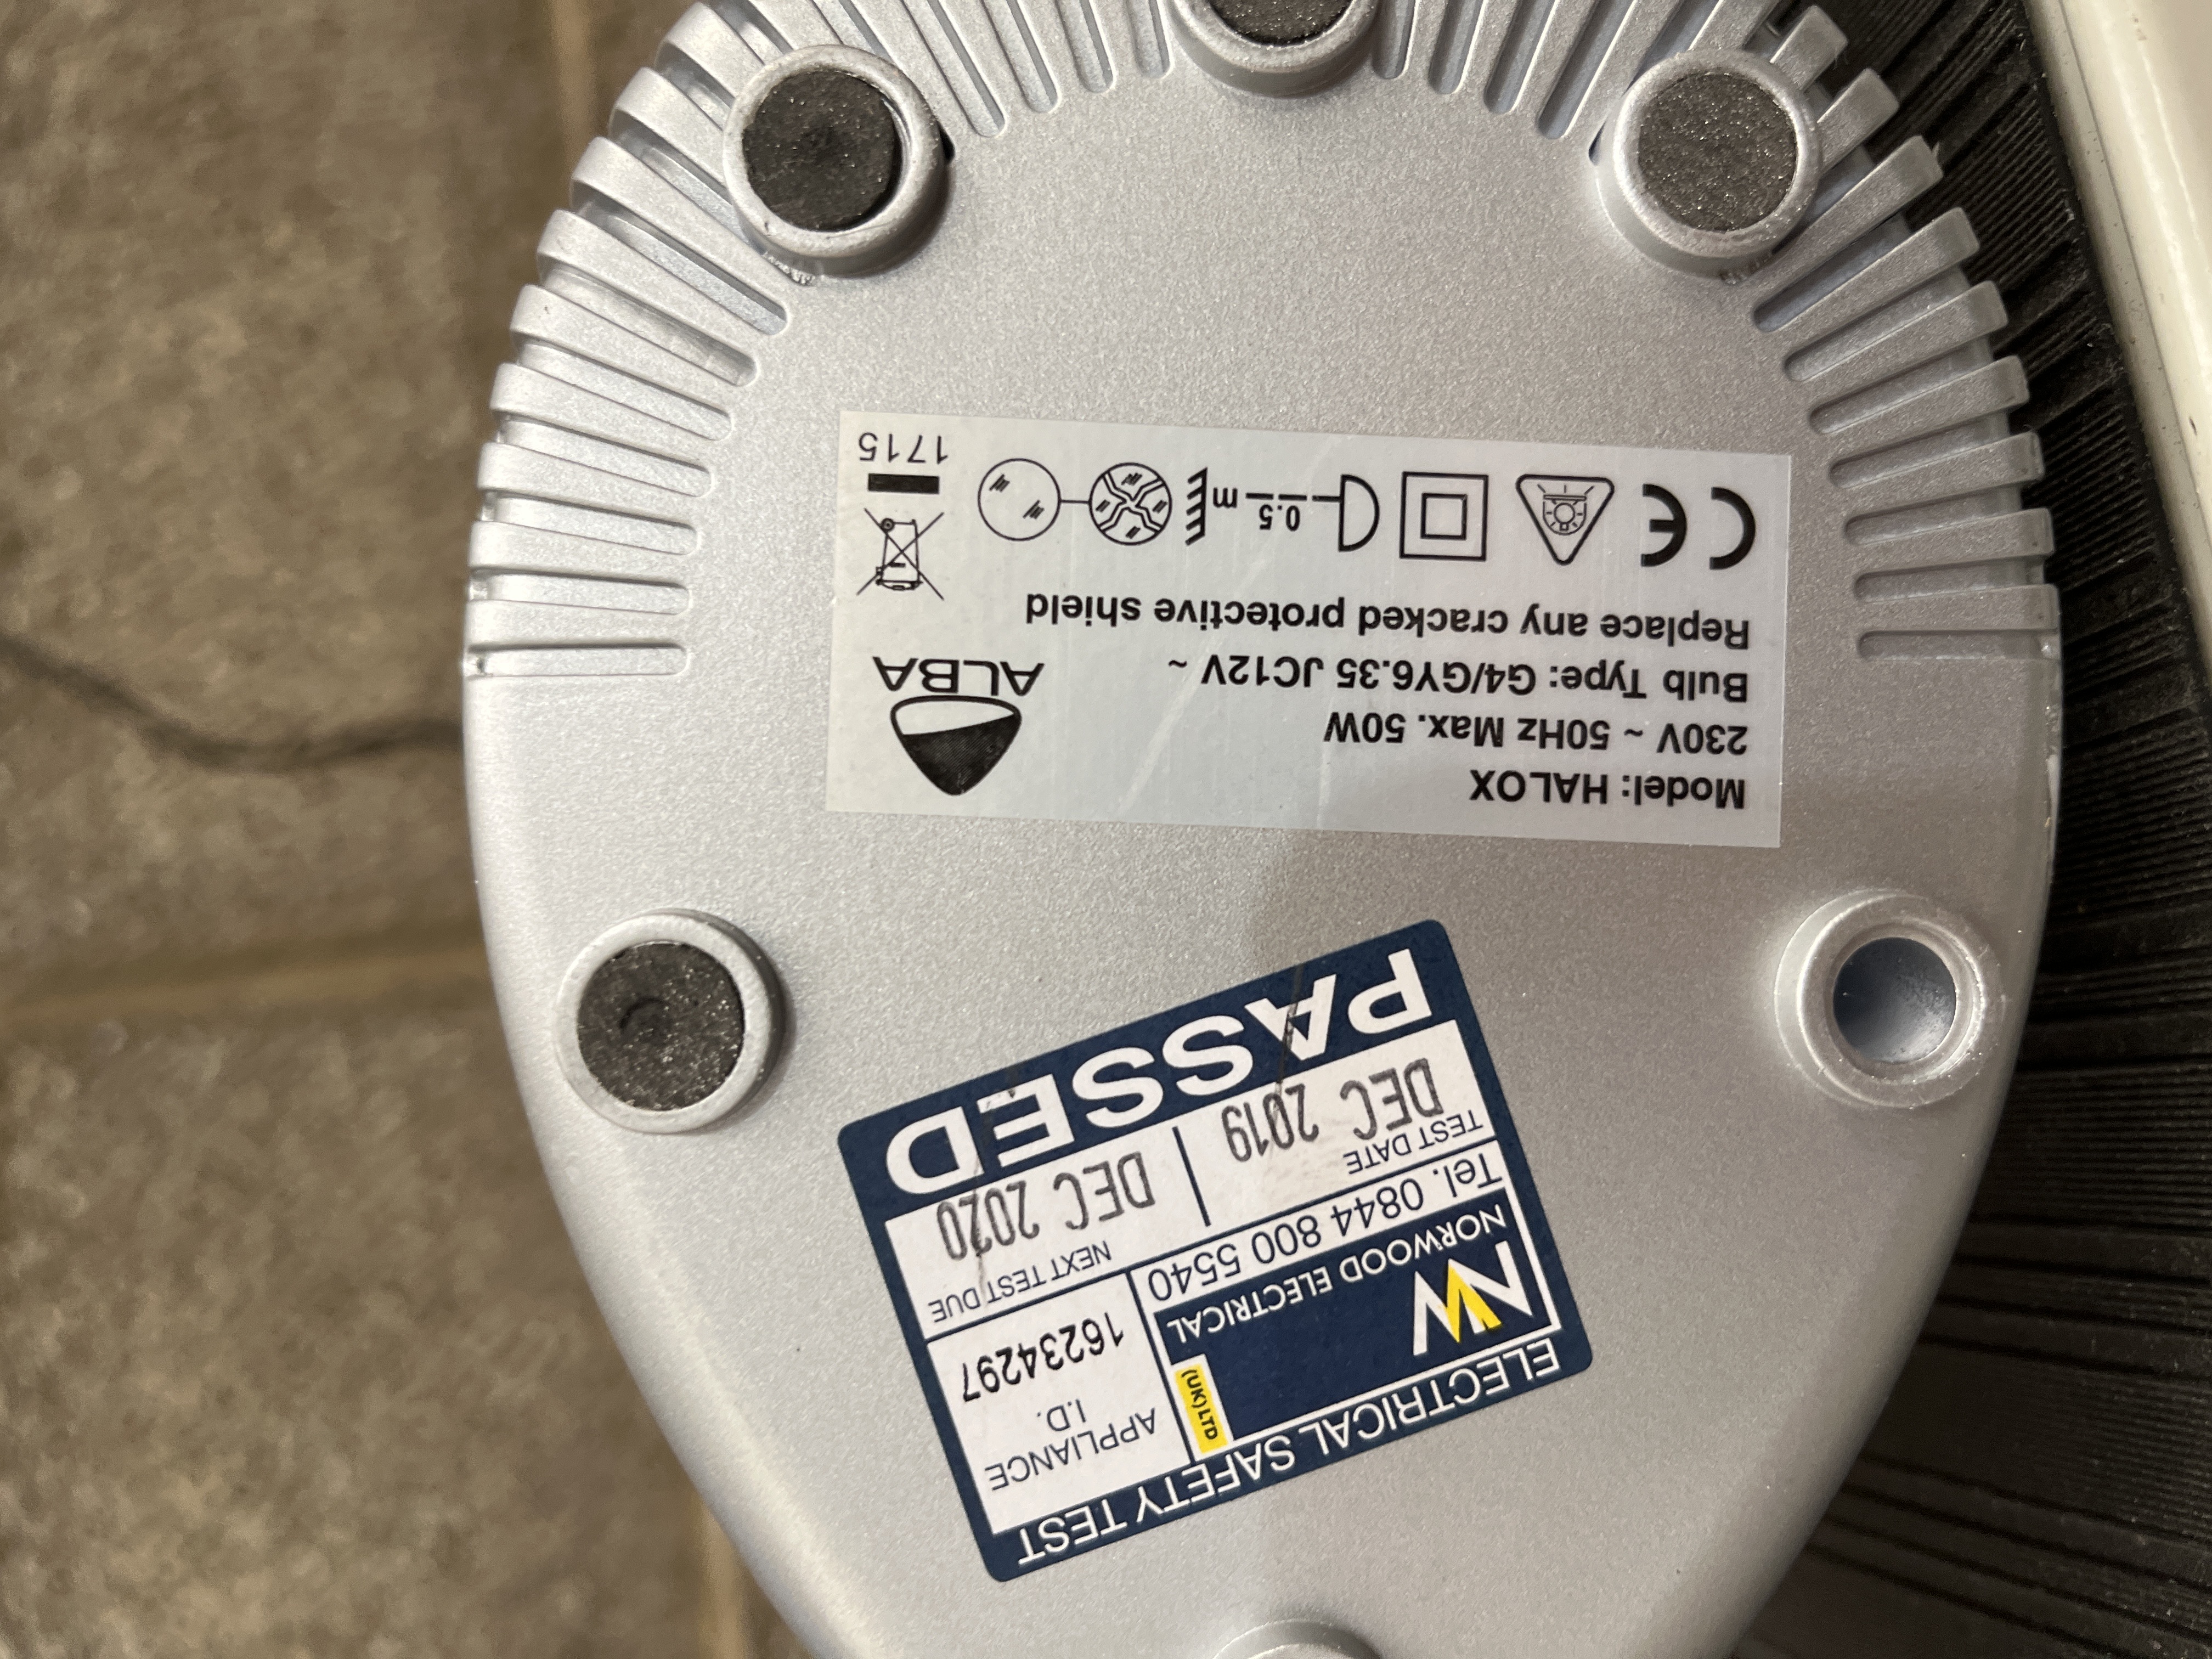 Model: HALOX
230V ~ 50Hz Max. 50W
Bulb Type: G4/GY6.35 JC12V ~
Replace any cracked protective shield
ALBA
CE
0.5 m
1715
ELECTRICAL SAFETY TEST
NW
(UK) LTD
NORWOOD ELECTRICAL
Tel. 0844 800 5540
APPLIANCE
I.D.
16234297
TEST DATE
DEC 2019
NEXT TEST DUE
DEC 2020
PASSED